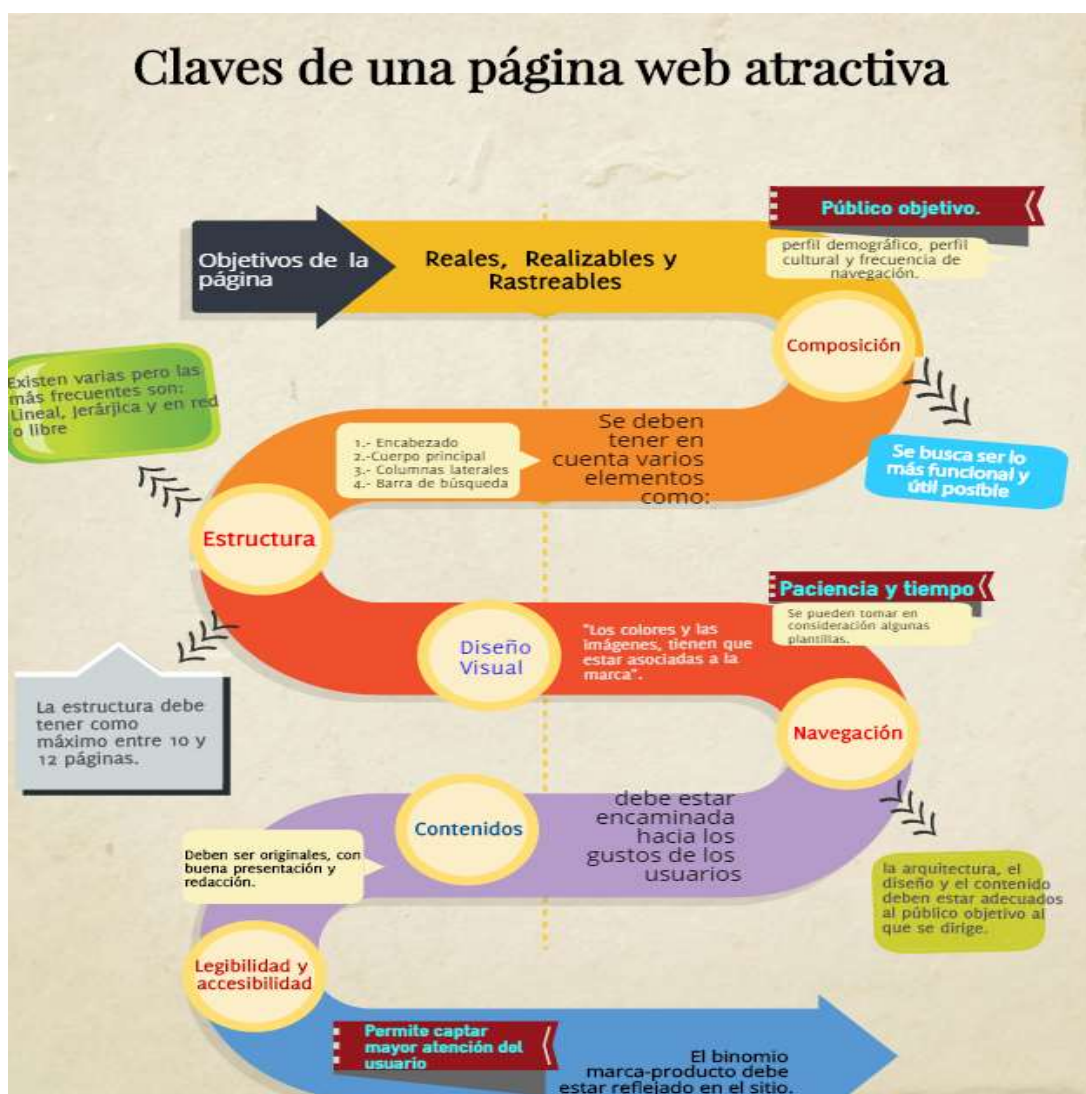 Claves de una página web atractiva
Público objetivo.
perfil demográfico, perfil
cultural y frecuencia de
navegación.
Objetivos de la
página
Reales, Realizables y
Rastreables
Composición
Existen varias pero las
más frecuentes son:
Lineal, Jerárjica y en red
o libre
Se deben
tener en
cuenta varios
elementos
como:
1.- Encabezado
2.-Cuerpo principal
3.- Columnas laterales
4.- Barra de búsqueda
Se busca ser lo
más funcional y
útil posible
Estructura
Paciencia y tiempo
Se pueden tomar en
consideración algunas
plantillas.
Diseño
Visual
"Los colores y las
imágenes, tienen que
estar asociadas a la
marca".
La estructura debe
tener como
máximo entre 10 y
12 páginas.
Navegación
debe estar
encaminada
hacia los
gustos de los
usuarios
Contenidos
Deben ser originales, con
buena presentación y
redacción.
la arquitectura, el
diseño y el contenido
deben estar adecuados
al público objetivo al
que se dirige.
Legibilidad y
accesibilidad
Permite captar
mayor atención del
usuario
El binomio
marca-producto debe
estar reflejado en el sitio.